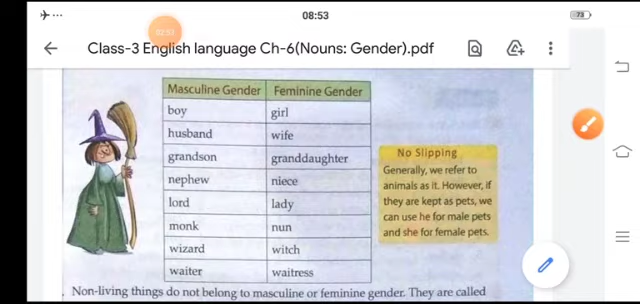 08:53
73
02:51
Class-3 English language Ch-6(Nouns: Gender).pdf
Masculine Gender Feminine Gender
boy girl
husband wife
grandson granddaughter
nephew niece
lord lady
monk nun
wizard witch
waiter waitress
No Slipping
Generally, we refer to
animals as it. However, if
they are kept as pets, we
can use he for male pets
and she for female pets.
Non-living things do not belong to masculine or feminine gender. They are called